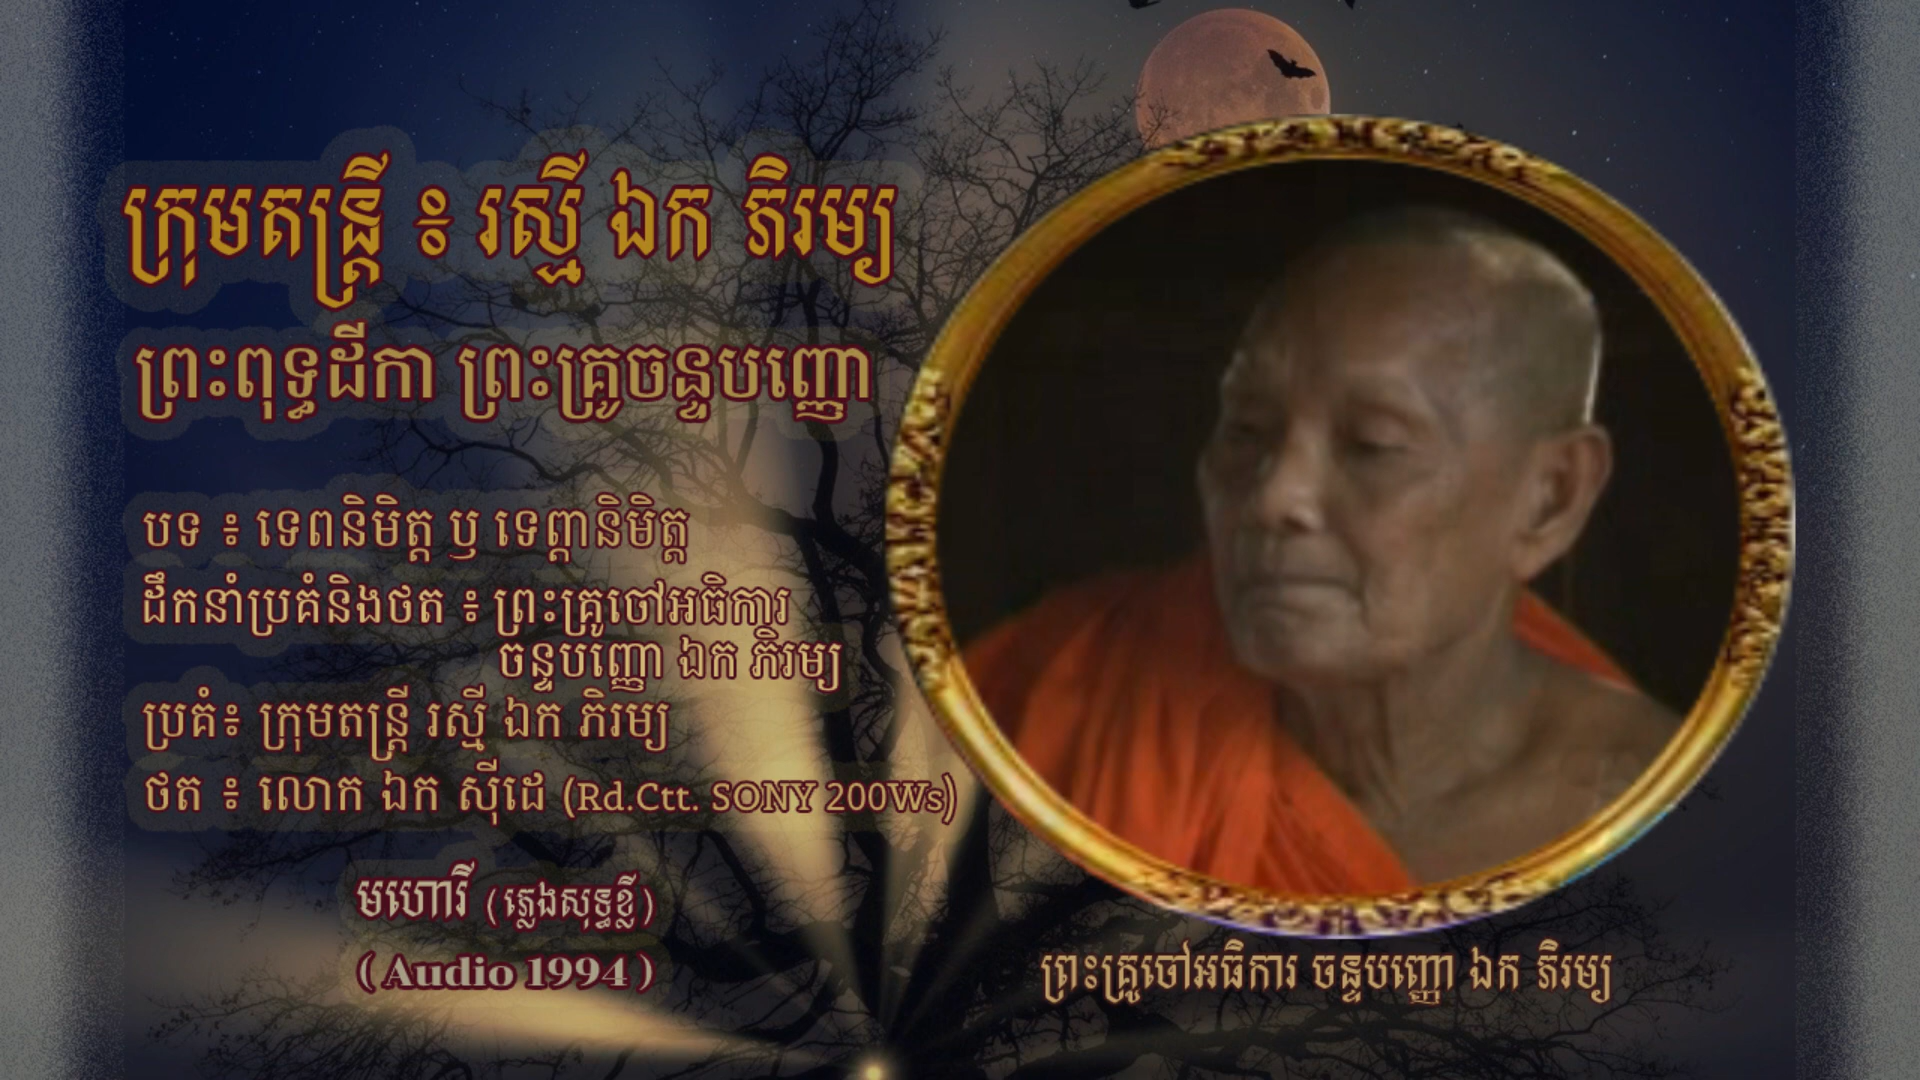 ក្រុមតន្ត្រី ៖ រស្មី ឯក ភិរម្យ
ព្រះពុទ្ធដីកា ព្រះគ្រូចន្ទបញ្ញោ
បទ ៖ ទេពនិមិត្ត ឫ ទេព្តានិមិត្ត
ដឹកនាំប្រគំនិងថត ៖ ព្រះគ្រូចៅអធិការ
ចន្ទបញ្ញោ ឯក ភិរម្យ
ប្រគំ៖ ក្រុមតន្ត្រី រស្មី ឯក ភិរម្យ
ថត ៖ លោក ឯក ស៊ីដេ (Rd.Ctt. SONY 200Ws)
មហោរី (ភ្លេងសុទ្ធខ្លី)
(Audio 1994)
ព្រះគ្រូចៅអធិការ ចន្ទបញ្ញោ ឯក ភិរម្យ